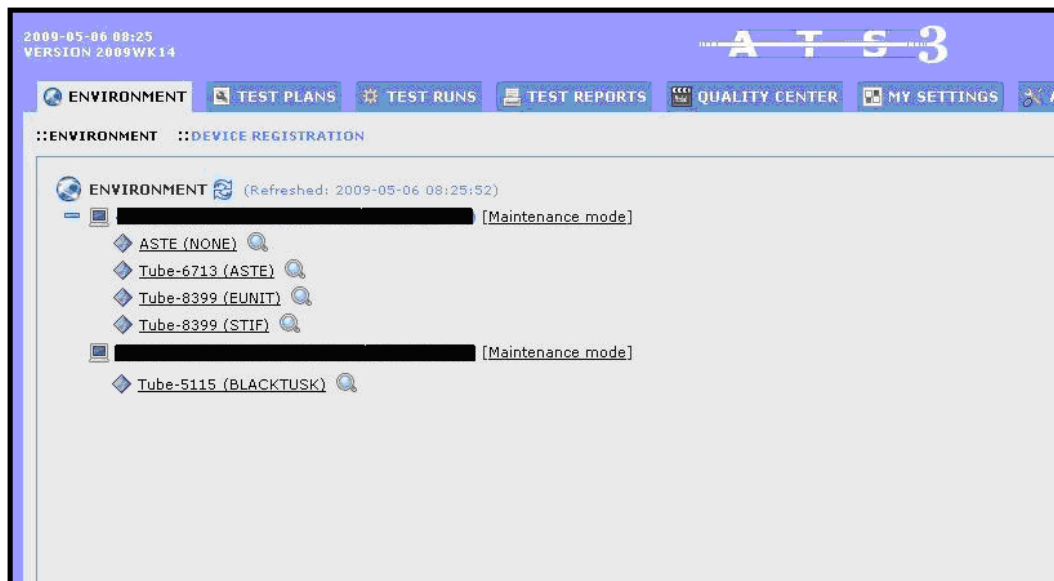 2009-05-06 08:25
VERSION 2009WK14
ATS3
ENVIRONMENT TEST PLANS TEST RUNS TEST REPORTS QUALITY CENTER MY SETTINGS
::ENVIRONMENT ::DEVICE REGISTRATION
ENVIRONMENT (Refreshed: 2009-05-06 08:25:52)
[Maintenance mode]
ASTE (NONE)
Tube-6713 (ASTE)
Tube-8399 (EUNIT)
Tube-8399 (STIF)
[Maintenance mode]
Tube-5115 (BLACKTUSK)